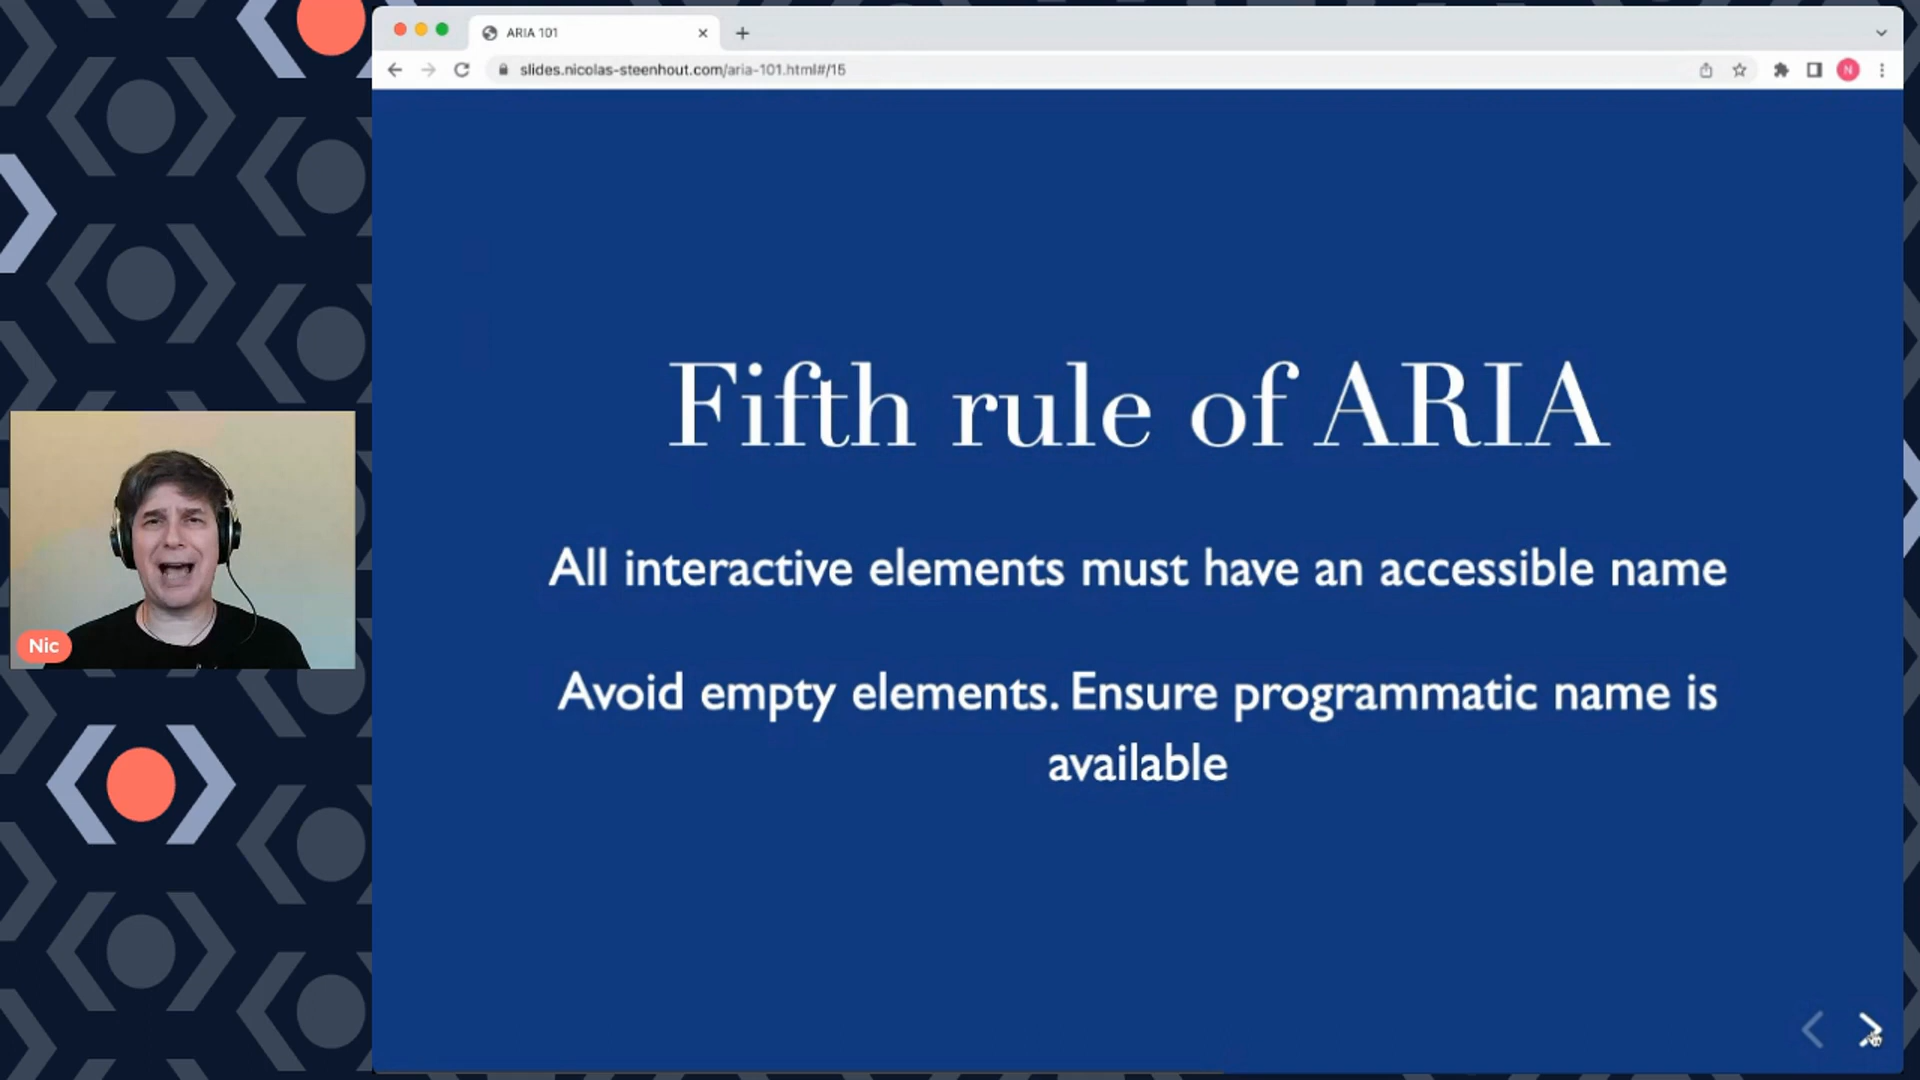 ARIA 101
slides.nicolas-steenhout.com/aria-101.html#/15
N
Fifth rule of ARIA
All interactive elements must have an accessible name
Avoid empty elements. Ensure programmatic name is
available
Nic